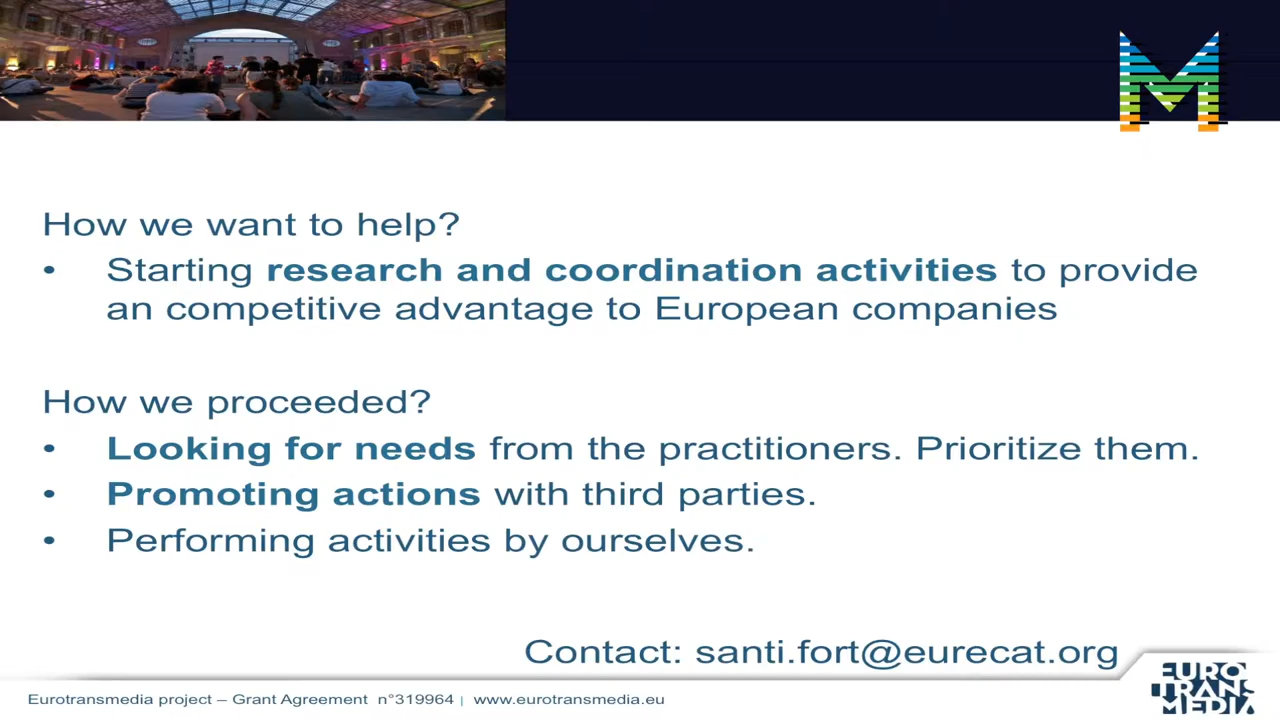 M
How we want to help?
• Starting research and coordination activities to provide
an competitive advantage to European companies
How we proceeded?
• Looking for needs from the practitioners. Prioritize them.
• Promoting actions with third parties.
• Performing activities by ourselves.
Contact: santi.fort@eurecat.org
Eurotransmedia project – Grant Agreement n°319964 | www.eurotransmedia.eu
EURO
TRANS
MEDIA